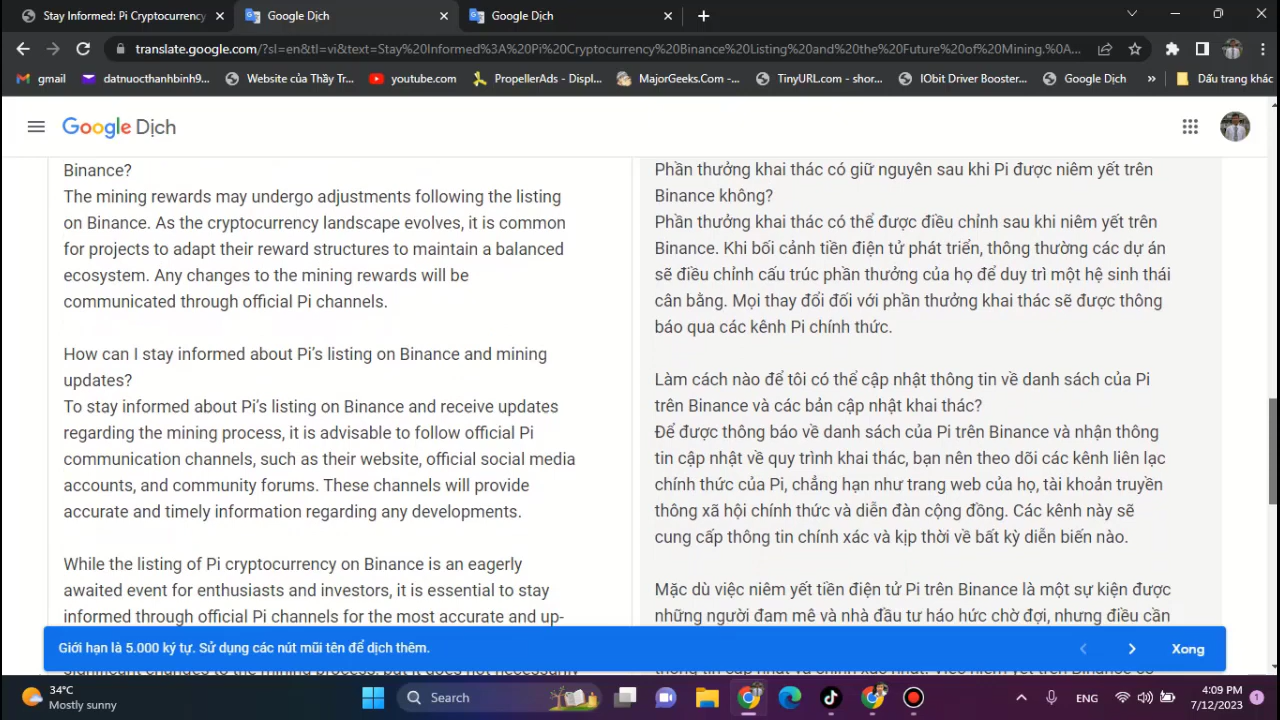 Stay Informed: Pi Cryptocurrency
Google Dịch
Google Dịch
translate.google.com/?sl=en&tl=vi&text=Stay%20Informed%3A%20Pi%20Cryptocurrency%20Binance%20Listing%20and%20the%20Future%20of%20Mining.%0A...
gmail
datnuocthanhbinh9...
Website của Thầy Tr...
youtube.com
PropellerAds - Displ...
MajorGeeks.Com -...
TinyURL.com - shor...
IObit Driver Booster...
Google Dịch
»
Dấu trang khác
Google Dịch
Binance?
The mining rewards may undergo adjustments following the listing
on Binance. As the cryptocurrency landscape evolves, it is common
for projects to adapt their reward structures to maintain a balanced
ecosystem. Any changes to the mining rewards will be
communicated through official Pi channels.
How can I stay informed about Pi's listing on Binance and mining
updates?
To stay informed about Pi's listing on Binance and receive updates
regarding the mining process, it is advisable to follow official Pi
communication channels, such as their website, official social media
accounts, and community forums. These channels will provide
accurate and timely information regarding any developments.
While the listing of Pi cryptocurrency on Binance is an eagerly
awaited event for enthusiasts and investors, it is essential to stay
informed through official Pi channels for the most accurate and up-
Phần thưởng khai thác có giữ nguyên sau khi Pi được niêm yết trên
Binance không?
Phần thưởng khai thác có thể được điều chỉnh sau khi niêm yết trên
Binance. Khi bối cảnh tiền điện tử phát triển, thông thường các dự án
sẽ điều chỉnh cấu trúc phần thưởng của họ để duy trì một hệ sinh thái
cân bằng. Mọi thay đổi đối với phần thưởng khai thác sẽ được thông
báo qua các kênh Pi chính thức.
Làm cách nào để tôi có thể cập nhật thông tin về danh sách của Pi
trên Binance và các bản cập nhật khai thác?
Để được thông báo về danh sách của Pi trên Binance và nhận thông
tin cập nhật về quy trình khai thác, bạn nên theo dõi các kênh liên lạc
chính thức của Pi, chẳng hạn như trang web của họ, tài khoản truyền
thông xã hội chính thức và diễn đàn cộng đồng. Các kênh này sẽ
cung cấp thông tin chính xác và kịp thời về bất kỳ diễn biến nào.
Mặc dù việc niêm yết tiền điện tử Pi trên Binance là một sự kiện được
những người đam mê và nhà đầu tư háo hức chờ đợi, nhưng điều cần
Giới hạn là 5.000 ký tự. Sử dụng các nút mũi tên để dịch thêm.
Xong
34°C
Mostly sunny
Search
ENG
4:09 PM
7/12/2023
1